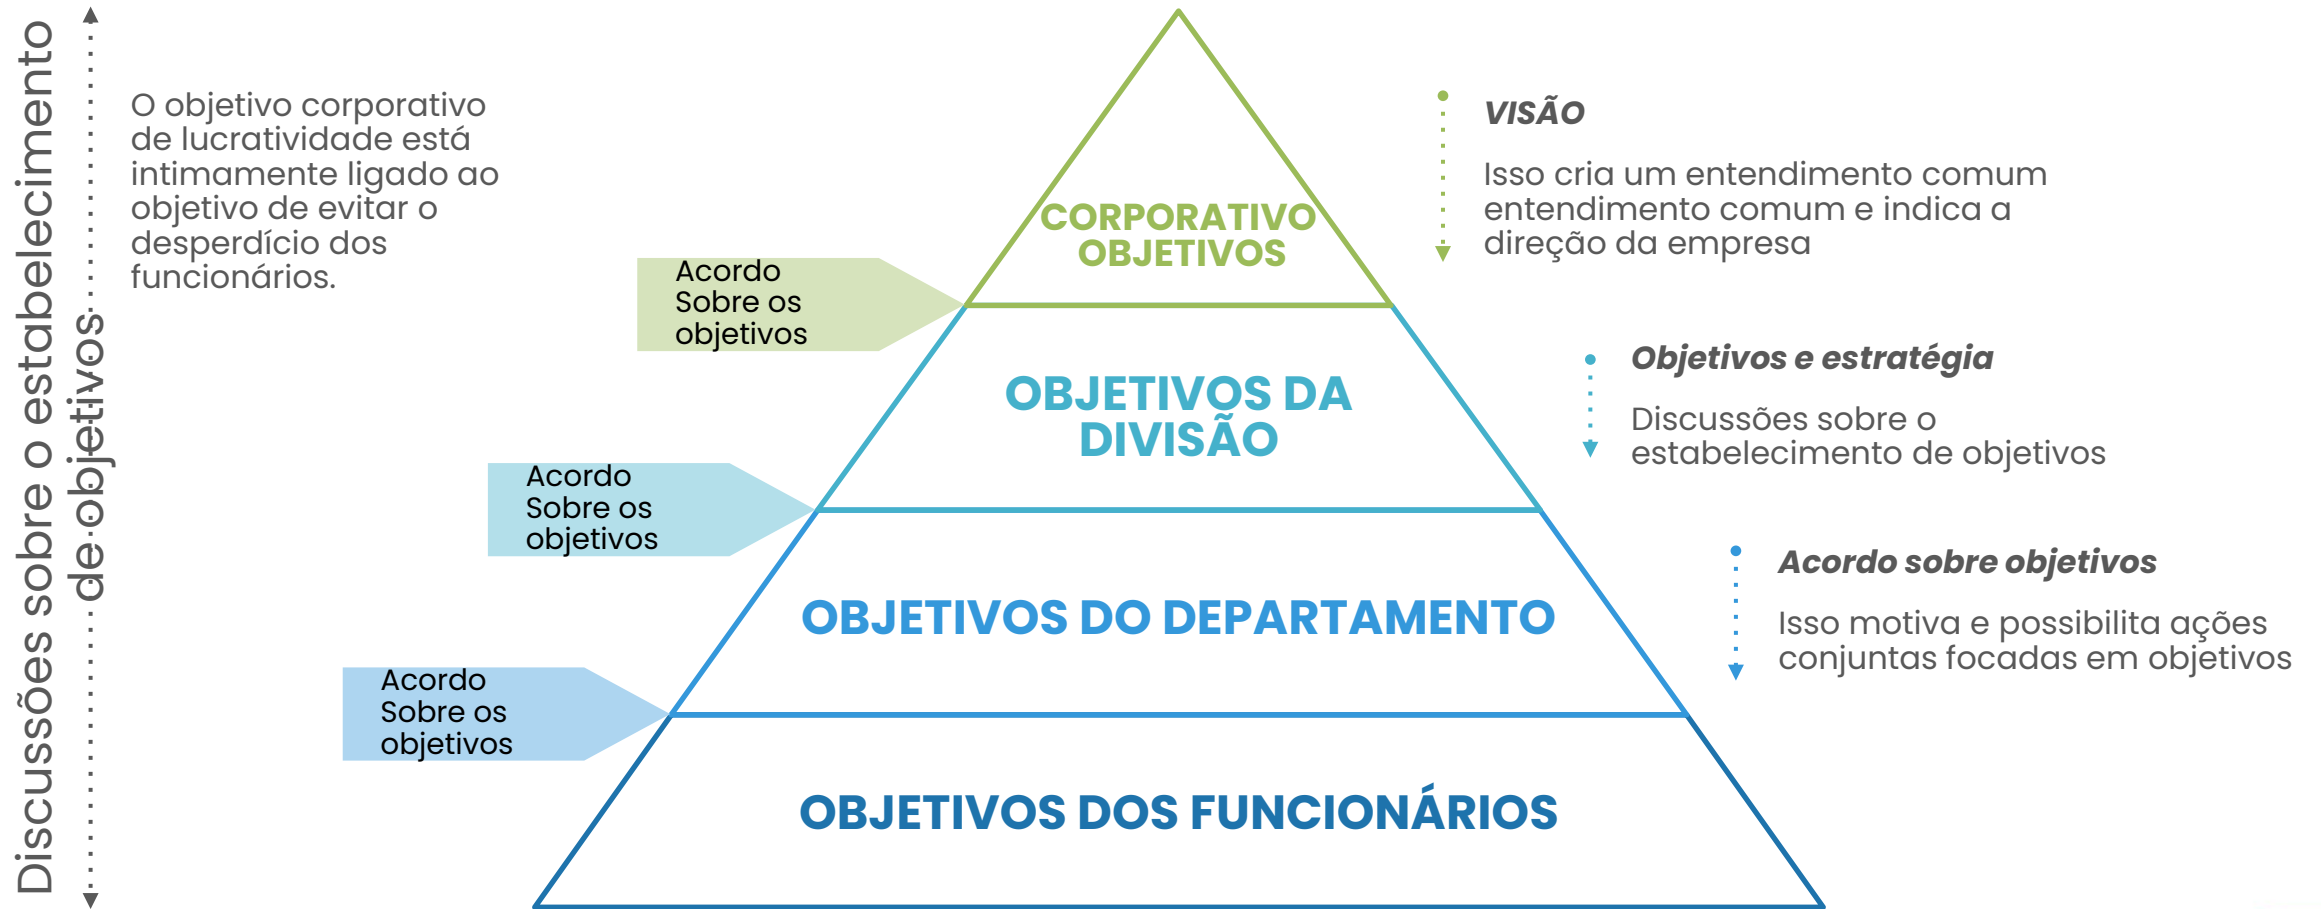 Discussões sobre o estabelecimento
de objetivos
O objetivo corporativo
de lucratividade está
intimamente ligado ao
objetivo de evitar o
desperdício dos
funcionários.
CORPORATIVO
OBJETIVOS
VISÃO
Isso cria um entendimento comum
entendimento comum e indica a
direção da empresa
Acordo
Sobre os
objetivos
OBJETIVOS DA
DIVISÃO
Objetivos e estratégia
Discussões sobre o
estabelecimento de objetivos
Acordo
Sobre os
objetivos
OBJETIVOS DO DEPARTAMENTO
Acordo sobre objetivos
Isso motiva e possibilita ações
conjuntas focadas em objetivos
Acordo
Sobre os
objetivos
OBJETIVOS DOS FUNCIONÁRIOS